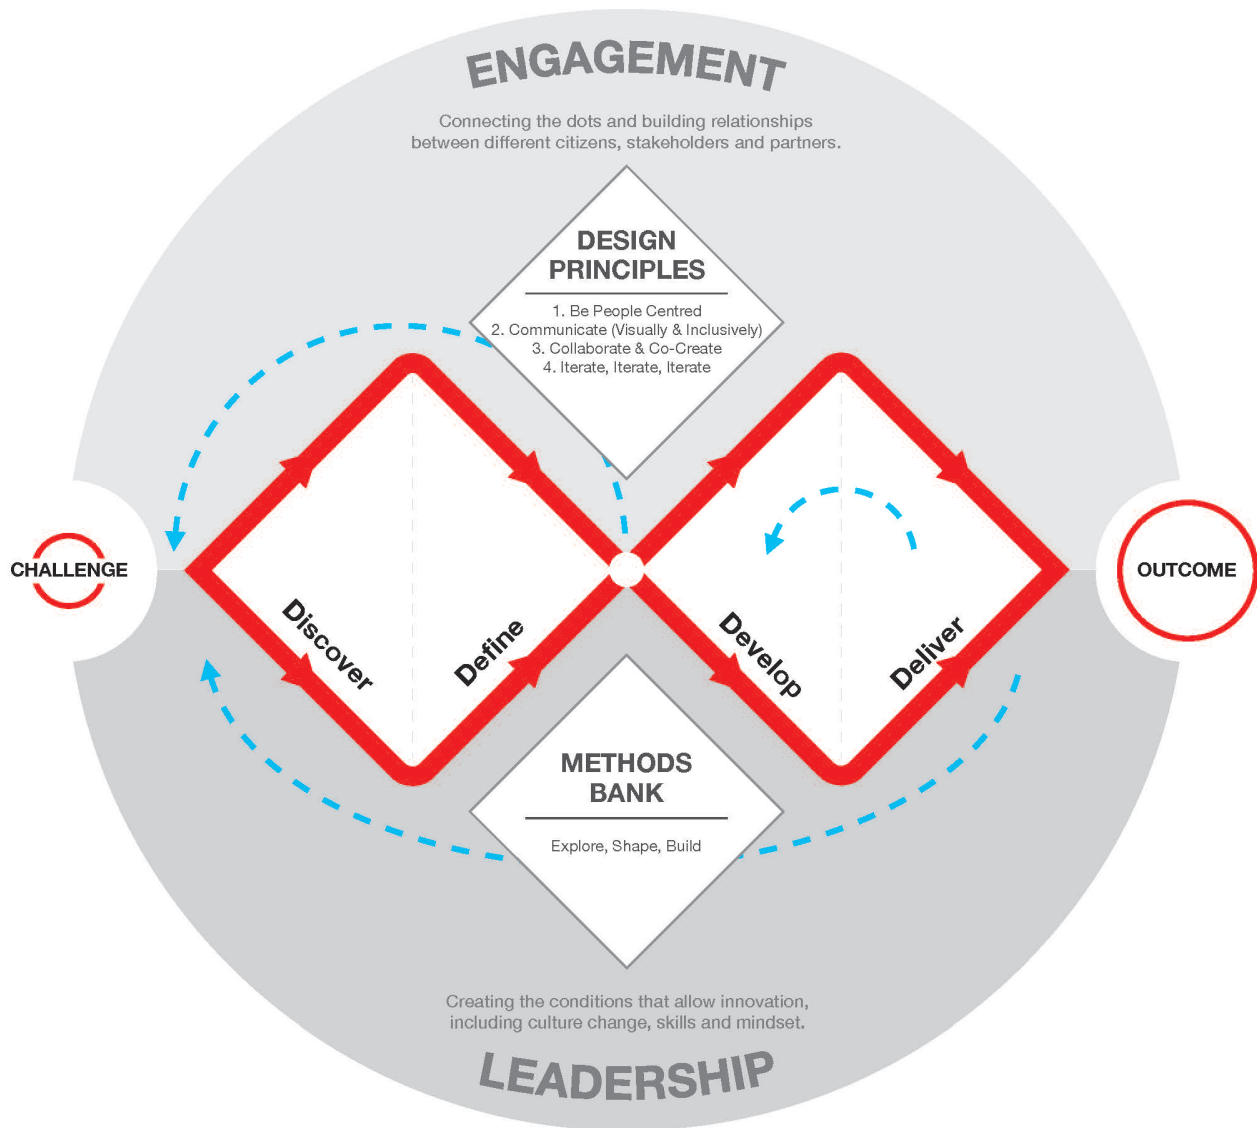 ENGAGEMENT
Connecting the dots and building relationships
between different citizens, stakeholders and partners.
DESIGN
PRINCIPLES
1. Be People Centred
2. Communicate (Visually & Inclusively)
3. Collaborate & Co-Create
4. Iterate, Iterate, Iterate
CHALLENGE
OUTCOME
Discover
Define
Develop
Deliver
METHODS
BANK
Explore, Shape, Build
Creating the conditions that allow innovation,
including culture change, skills and mindset.
LEADERSHIP